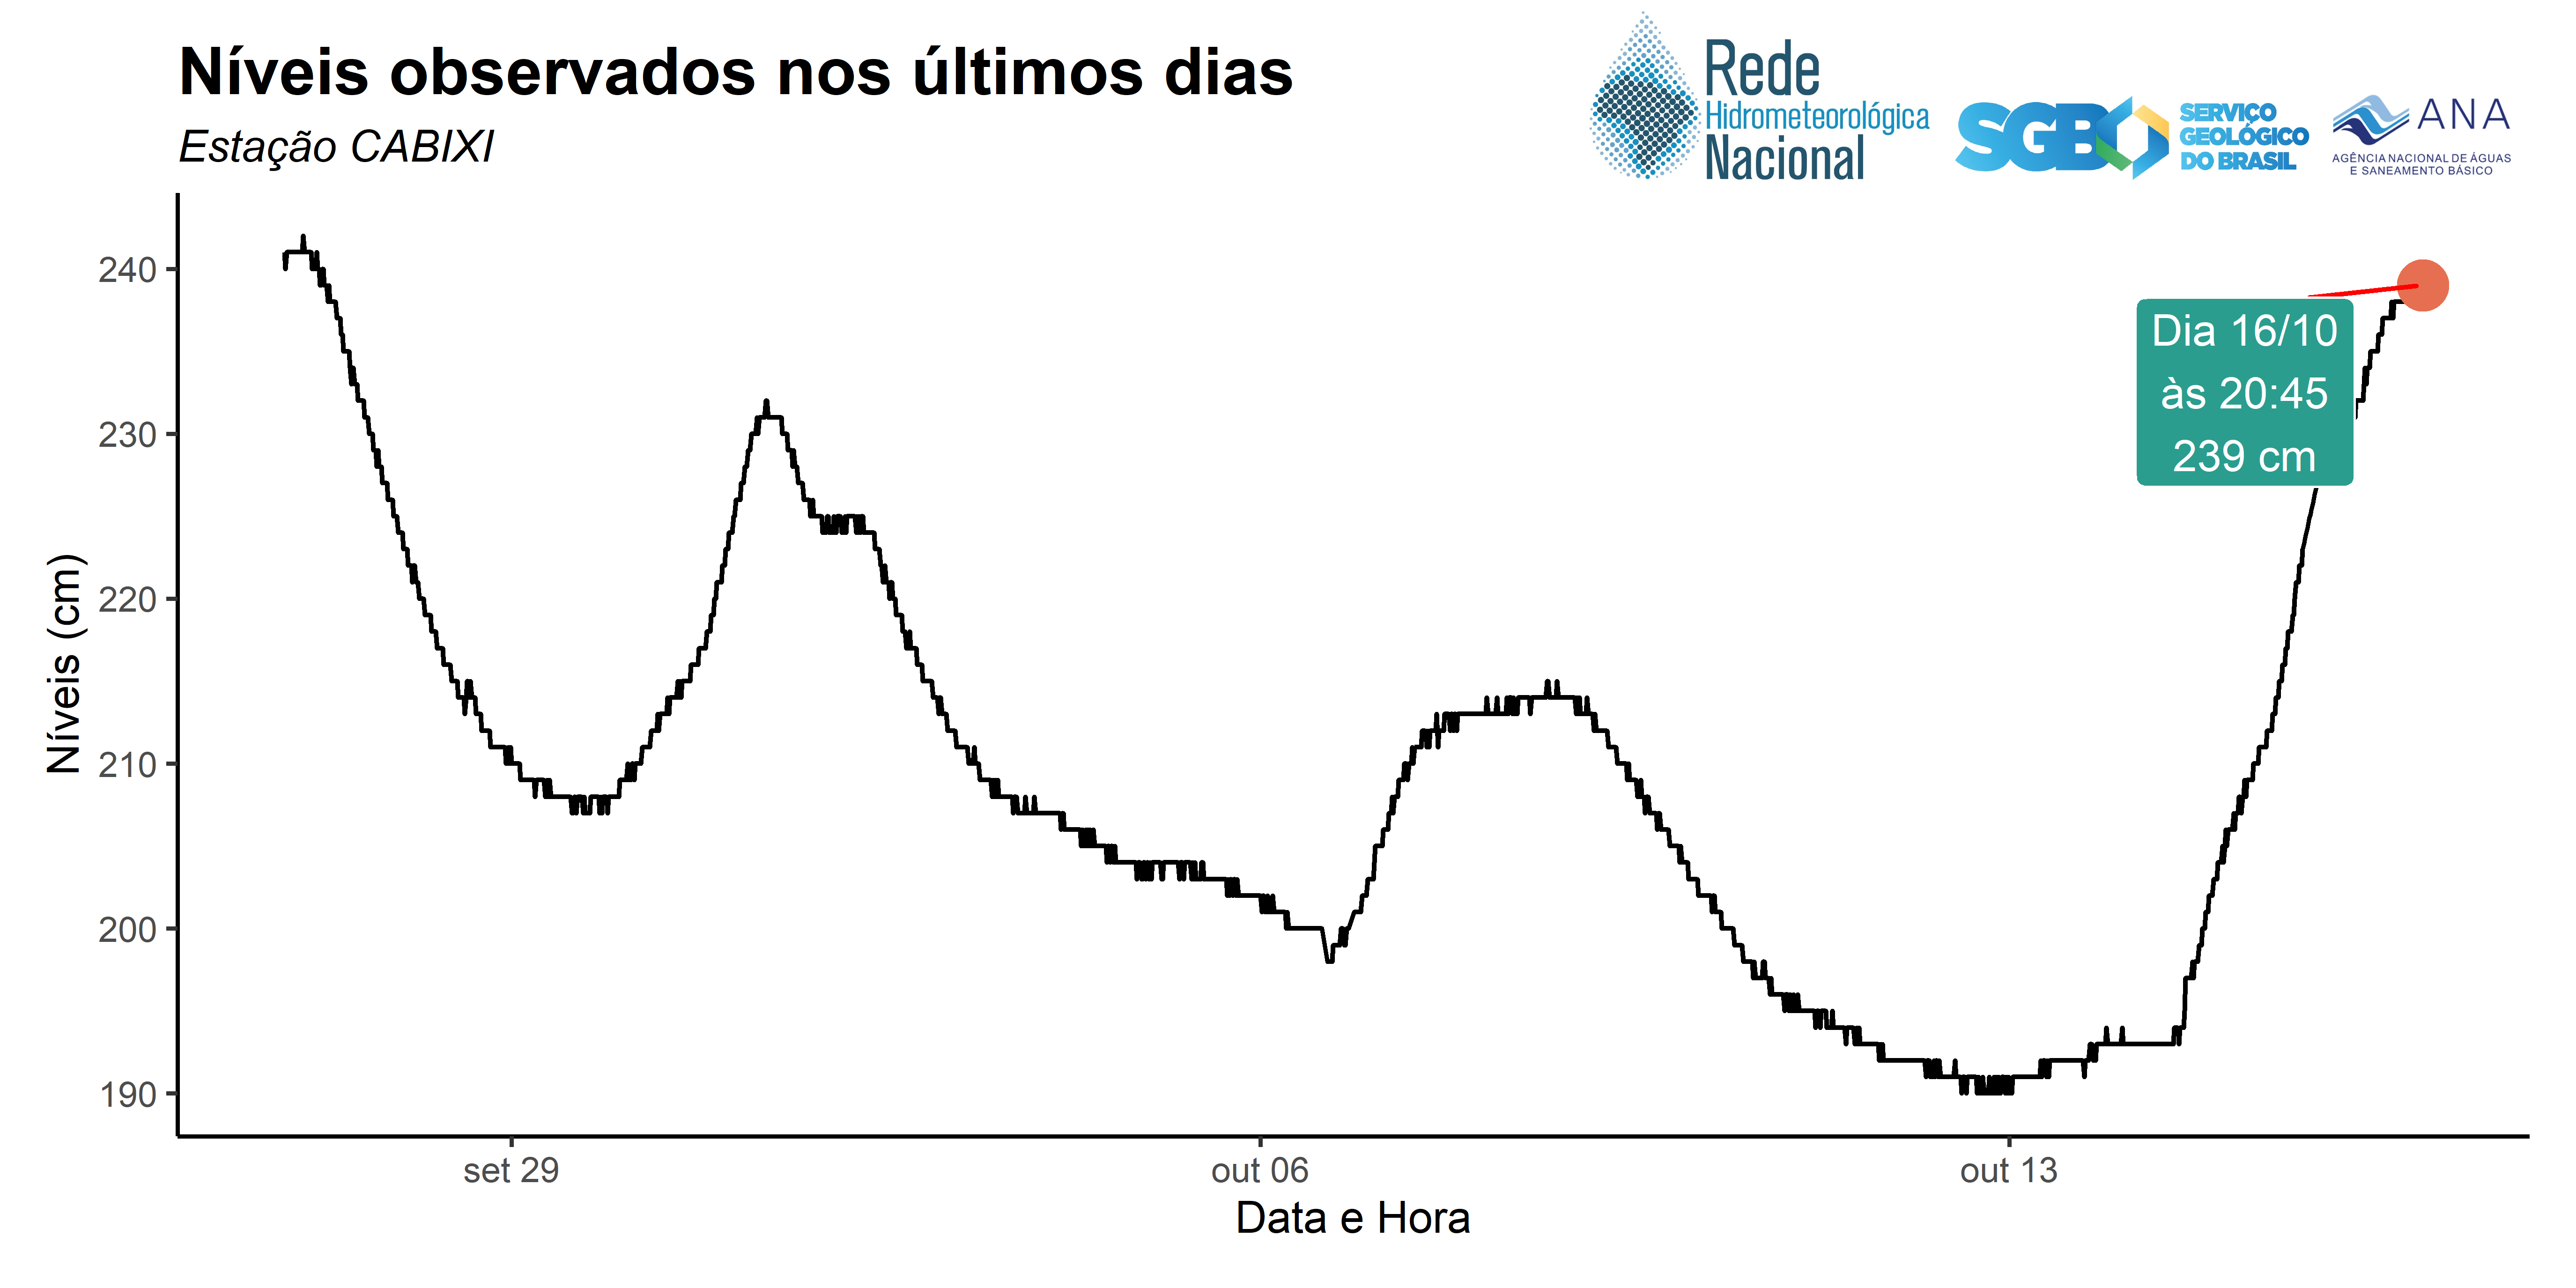 Níveis observados nos últimos dias
Estação CABIXI
Rede
Hidrometeorológica
Nacional
SGB
SERVIÇO
GEOLÓGICO
DO BRASIL
ANA
AGÊNCIA NACIONAL DE ÁGUAS
E SANEAMENTO BÁSICO
Níveis (cm)
240
230
220
210
200
190
Dia 16/10
às 20:45
239 cm
set 29
out 06
out 13
Data e Hora